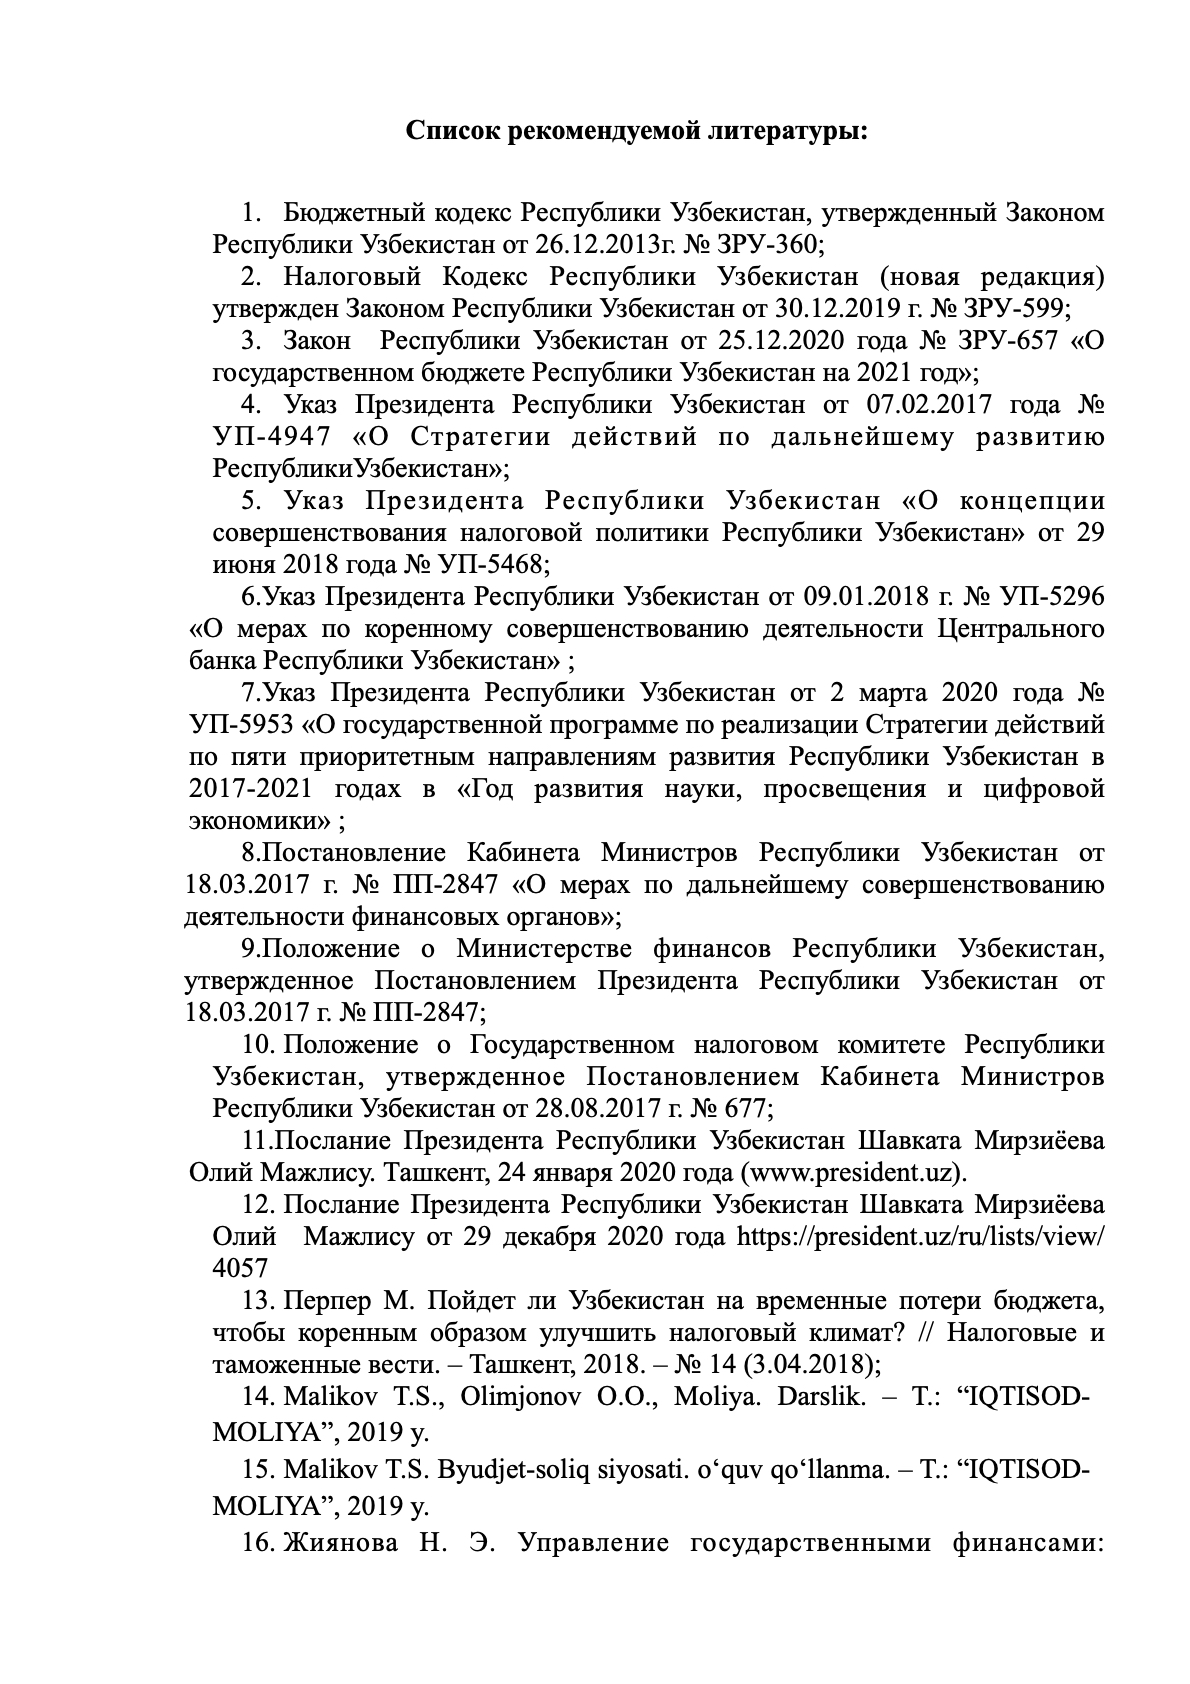 Список рекомендуемой литературы:
1. Бюджетный кодекс Республики Узбекистан, утвержденный Законом
Республики Узбекистан от 26.12.2013г. № ЗРУ-360;
2. Налоговый Кодекс Республики Узбекистан (новая редакция)
утвержден Законом Республики Узбекистан от 30.12.2019 г. № ЗРУ-599;
3. Закон Республики Узбекистан от 25.12.2020 года № ЗРУ-657 «О
государственном бюджете Республики Узбекистан на 2021 год»;
4. Указ Президента Республики Узбекистан от 07.02.2017 года №
УП-4947 «О Стратегии действий по дальнейшему развитию
РеспубликиУзбекистан»;
5. Указ Президента Республики Узбекистан «О концепции
совершенствования налоговой политики Республики Узбекистан» от 29
июня 2018 года № УП-5468;
6.Указ Президента Республики Узбекистан от 09.01.2018 г. № УП-5296
«О мерах по коренному совершенствованию деятельности Центрального
банка Республики Узбекистан» ;
7.Указ Президента Республики Узбекистан от 2 марта 2020 года №
УП-5953 «О государственной программе по реализации Стратегии действий
по пяти приоритетным направлениям развития Республики Узбекистан в
2017-2021 годах в «Год развития науки, просвещения и цифровой
экономики» ;
8.Постановление Кабинета Министров Республики Узбекистан от
18.03.2017 г. № ПП-2847 «О мерах по дальнейшему совершенствованию
деятельности финансовых органов»;
9.Положение о Министерстве финансов Республики Узбекистан,
утвержденное Постановлением Президента Республики Узбекистан от
18.03.2017 г. № ПП-2847;
10. Положение о Государственном налоговом комитете Республики
Узбекистан, утвержденное Постановлением Кабинета Министров
Республики Узбекистан от 28.08.2017 г. № 677;
11.Послание Президента Республики Узбекистан Шавката Мирзиёева
Олий Мажлису. Ташкент, 24 января 2020 года (www.president.uz).
12. Послание Президента Республики Узбекистан Шавката Мирзиёева
Олий Мажлису от 29 декабря 2020 года https://president.uz/ru/lists/view/
4057
13. Перпер М. Пойдет ли Узбекистан на временные потери бюджета,
чтобы коренным образом улучшить налоговый климат? // Налоговые и
таможенные вести. – Ташкент, 2018. – № 14 (3.04.2018);
14. Malikov T.S., Olimjonov O.O., Moliya. Darslik. – T.: “IQTISOD-
MOLIYA”, 2019 y.
15. Malikov T.S. Byudjet-soliq siyosati. o‘quv qo‘llanma. – T.: “IQTISOD-
MOLIYA”, 2019 y.
16. Жиянова Н. Э. Управление государственными финансами: